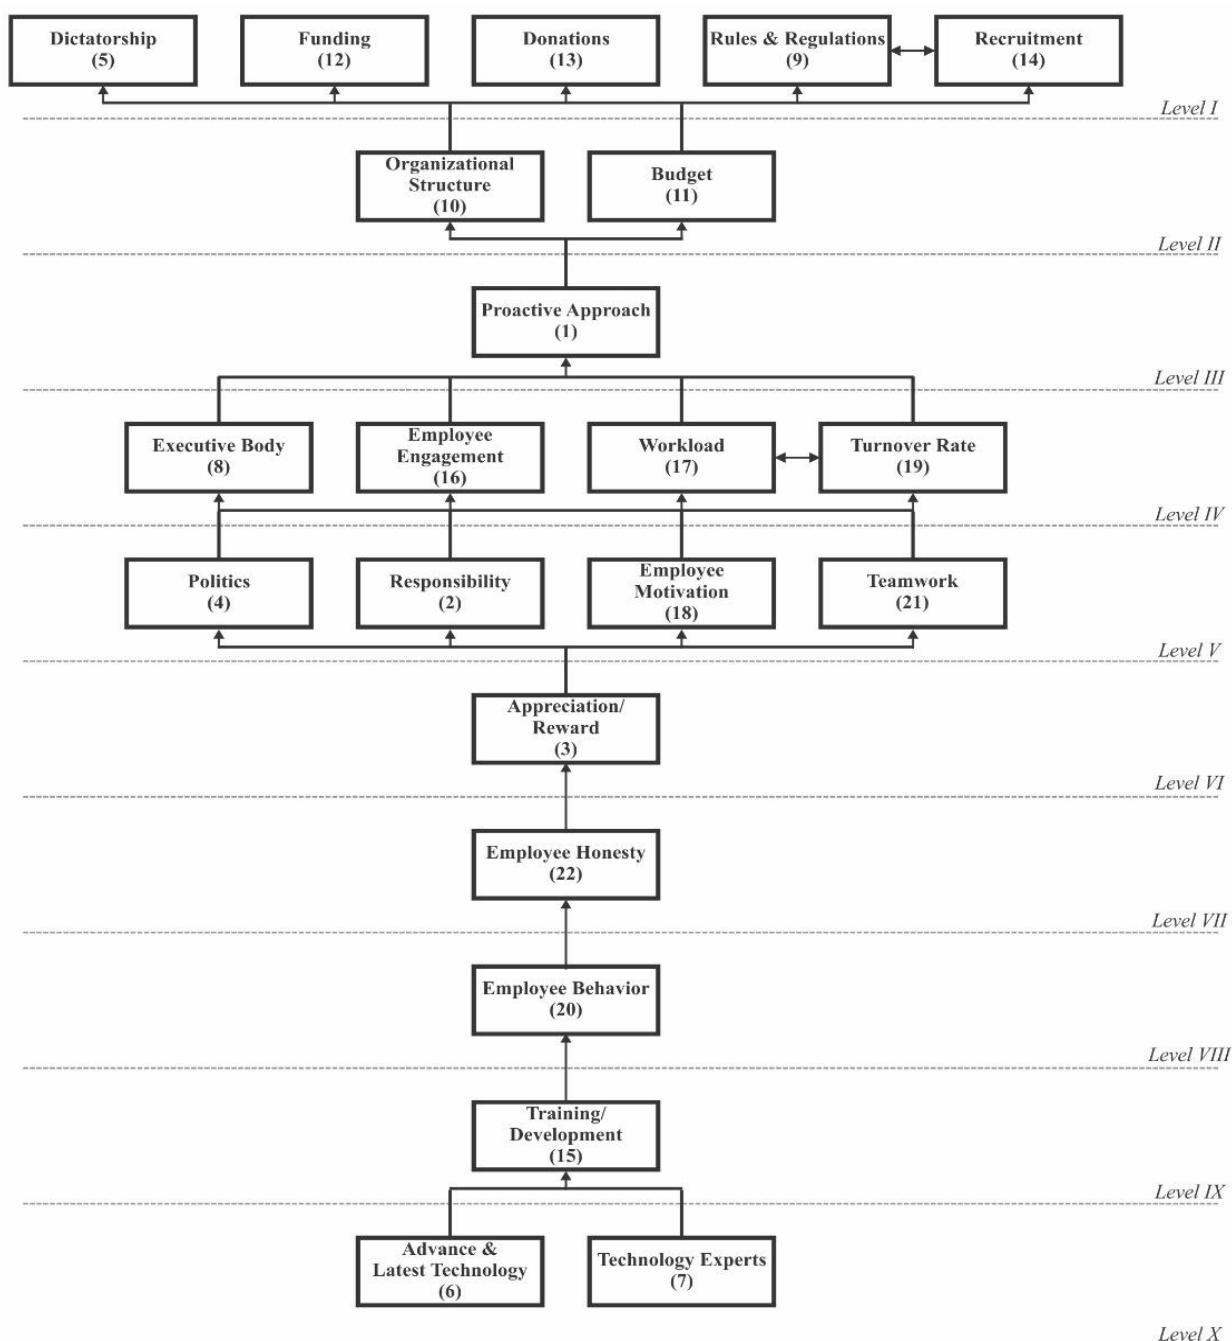 Dictatorship
(5)
Funding
(12)
Donations
(13)
Rules & Regulations
(9)
Recruitment
(14)
Level I
Organizational
Structure
(10)
Budget
(11)
Level II
Proactive Approach
(1)
Level III
Executive Body
(8)
Employee
Engagement
(16)
Workload
(17)
Turnover Rate
(19)
Level IV
Politics
(4)
Responsibility
(2)
Employee
Motivation
(18)
Teamwork
(21)
Level V
Appreciation/
Reward
(3)
Level VI
Employee Honesty
(22)
Level VII
Employee Behavior
(20)
Level VIII
Training/
Development
(15)
Level IX
Advance &
Latest Technology
(6)
Technology Experts
(7)
Level X